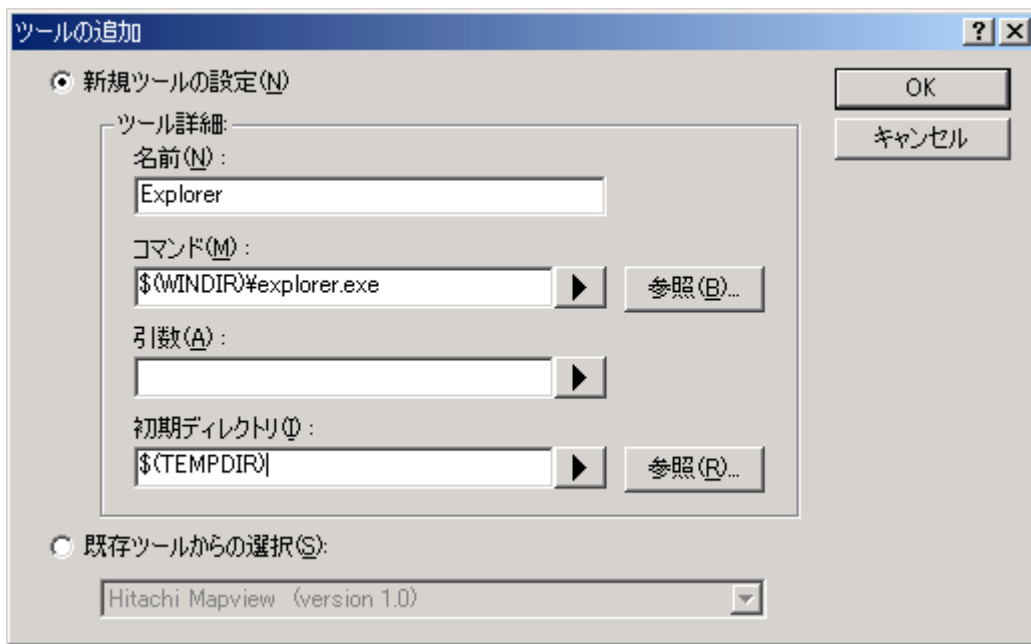 ツールの追加
新規ツールの設定(N)
OK
キャンセル
ツール詳細:
名前(N):
Explorer
コマンド(M):
$(WINDIR)¥explorer.exe
参照(B)...
引数(A):
初期ディレクトリ(I):
$(TEMPDIR)
参照(R)...
既存ツールからの選択(S):
Hitachi Mapview (version 1.0)